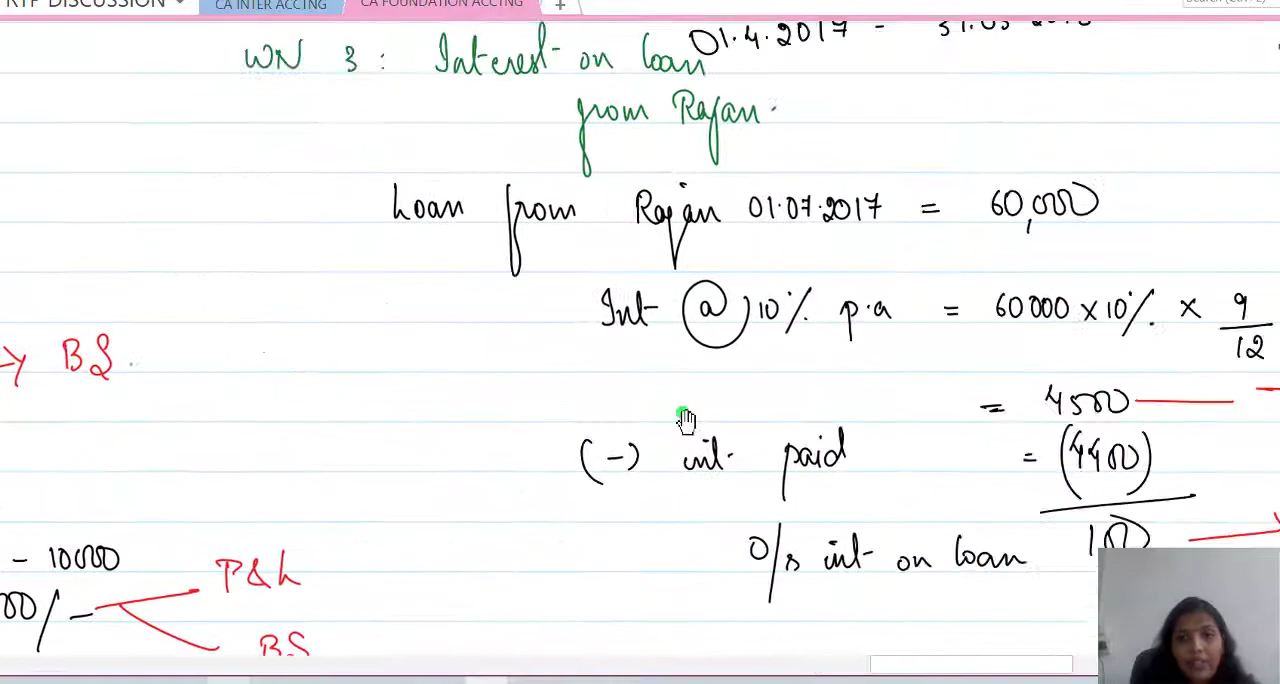 RTP DISCUSSION
CA INTER ACCTNG
CA FOUNDATION ACCTNG
01.4.2017 -
WN 3 : Interest on loan
from Rajan.
Loan from Rajan 01.07.2017 = 60,000
Int @ 10% p.a = 60000 x 10% x 9/12
→ BS
= 4500
(-) int. paid = (4400)
O/s int on loan 100
- 10000
P&L
00/-
BS